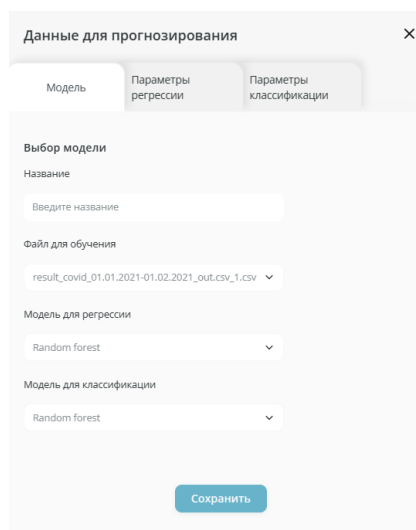 Данные для прогнозирования
Модель
Параметры
регрессии
Параметры
классификации
Выбор модели
Название
Введите название
Файл для обучения
result_covid_01.01.2021-01.02.2021_out.csv_1.csv
Модель для регрессии
Random forest
Модель для классификации
Random forest
Сохранить